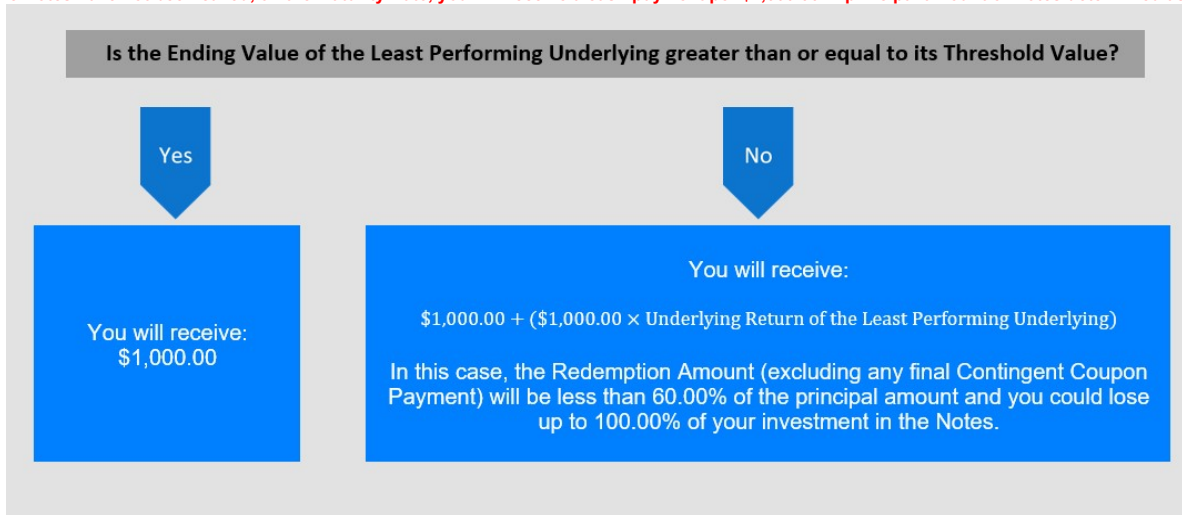 Is the Ending Value of the Least Performing Underlying greater than or equal to its Threshold Value?
Yes
No
You will receive:
$1,000.00
You will receive:
$1,000.00 + ($1,000.00 × Underlying Return of the Least Performing Underlying)
In this case, the Redemption Amount (excluding any final Contingent Coupon
Payment) will be less than 60.00% of the principal amount and you could lose
up to 100.00% of your investment in the Notes.